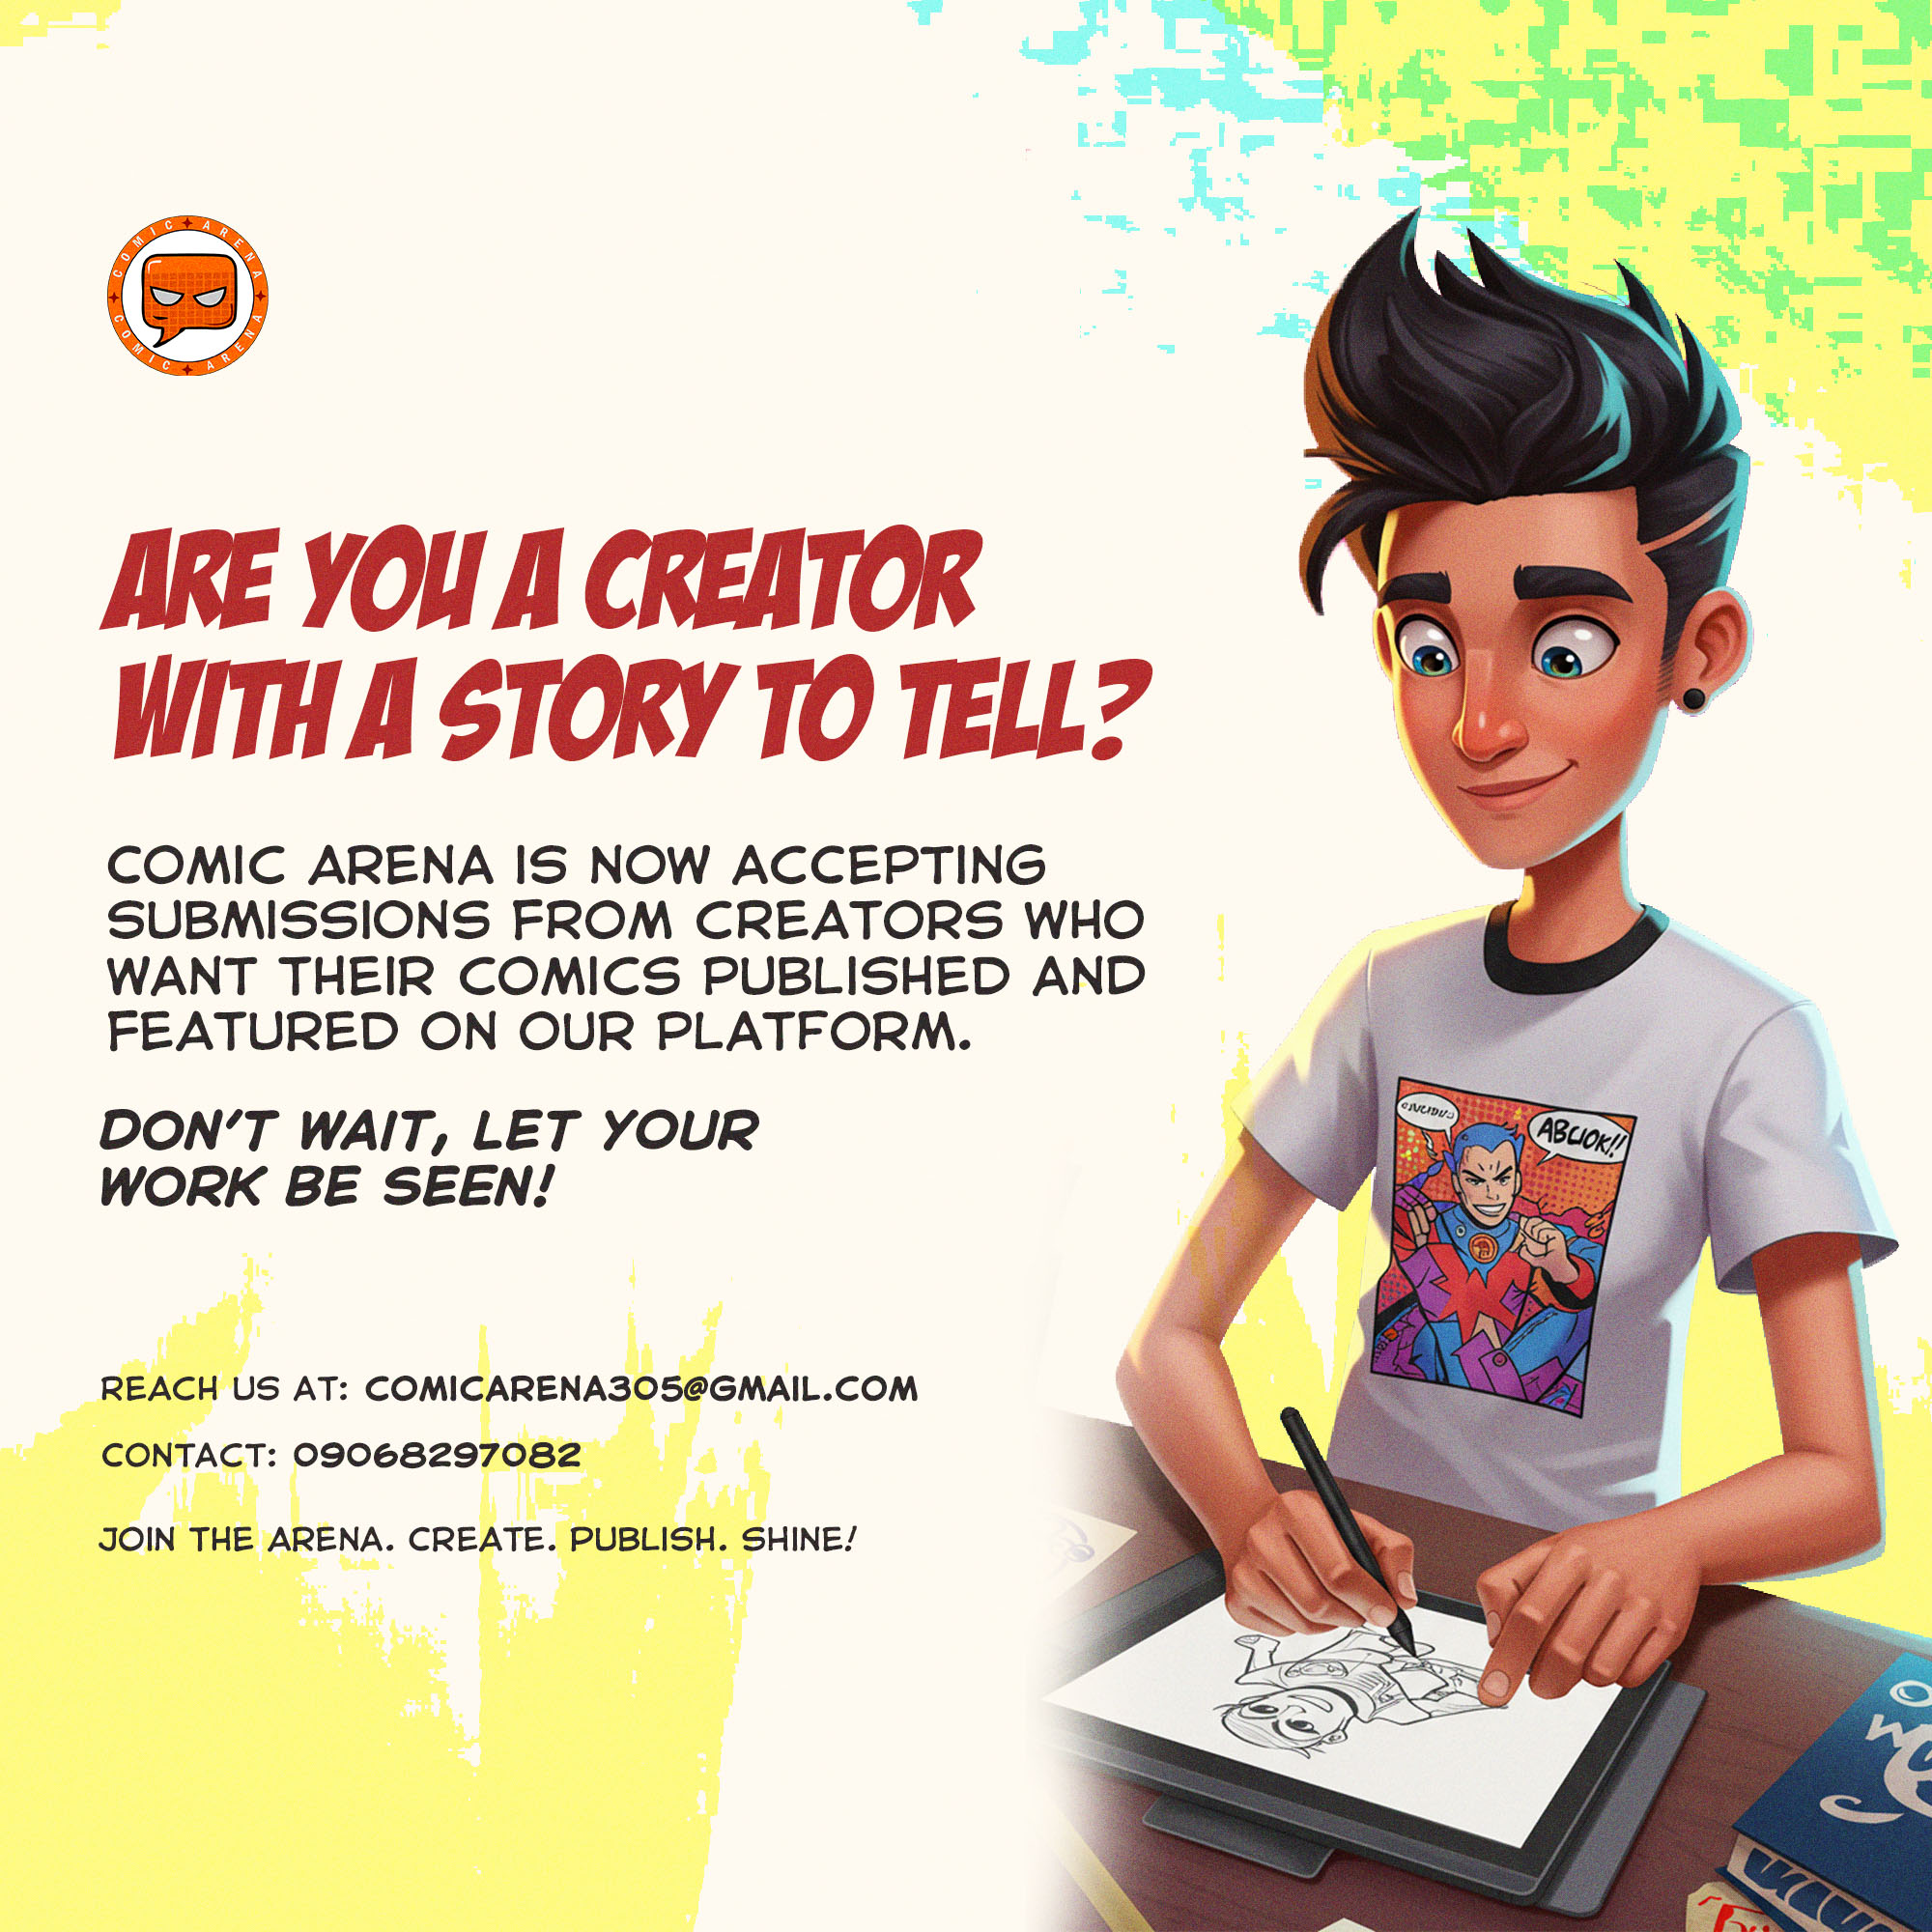 COMIC ARENA
COMIC ARENA
ARE YOU A CREATOR
WITH A STORY TO TELL?
COMIC ARENA IS NOW ACCEPTING
SUBMISSIONS FROM CREATORS WHO
WANT THEIR COMICS PUBLISHED AND
FEATURED ON OUR PLATFORM.
DON'T WAIT, LET YOUR
WORK BE SEEN!
REACH US AT: COMICARENA305@GMAIL.COM
CONTACT: 09068297082
JOIN THE ARENA. CREATE. PUBLISH. SHINE!
ABUOK!!